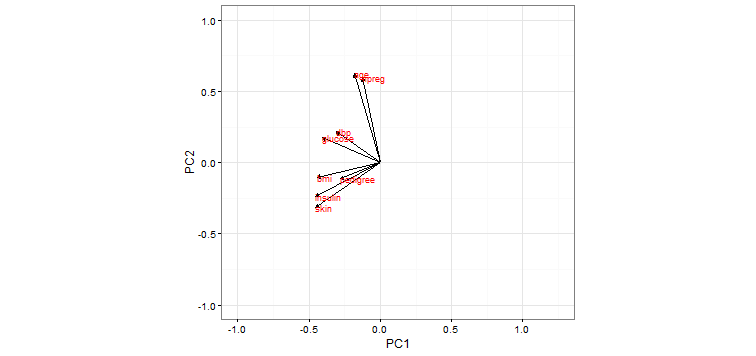 1.0
0.5
0.0
-0.5
-1.0
PC2
age
npreg
dbp
glucose
bmi
pedigree
insulin
skin
-1.0 -0.5 0.0 0.5 1.0
PC1